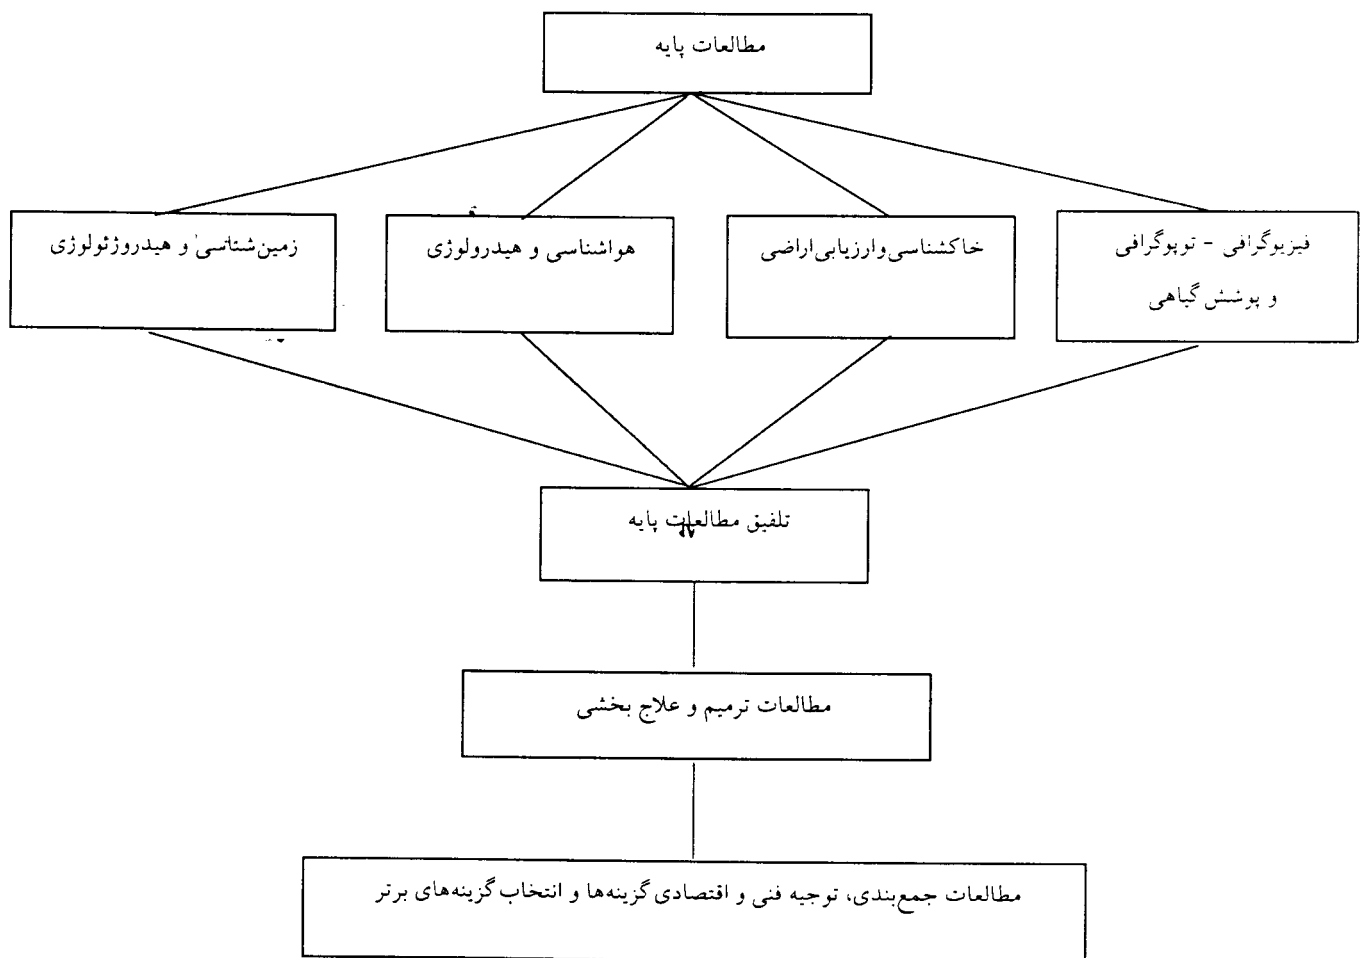 مطالعات پایه
فیزیوگرافی - توپوگرافی
و پوشش گیاهی
خاکشناسی و ارزیابی اراضی
هواشناسی و هیدرولوژی
زمین‌شناسی و هیدروژئولوژی
تلفیق مطالعات پایه
مطالعات ترمیم و علاج بخشی
مطالعات جمع‌بندی، توجیه فنی و اقتصادی گزینه‌ها و انتخاب گزینه‌های برتر